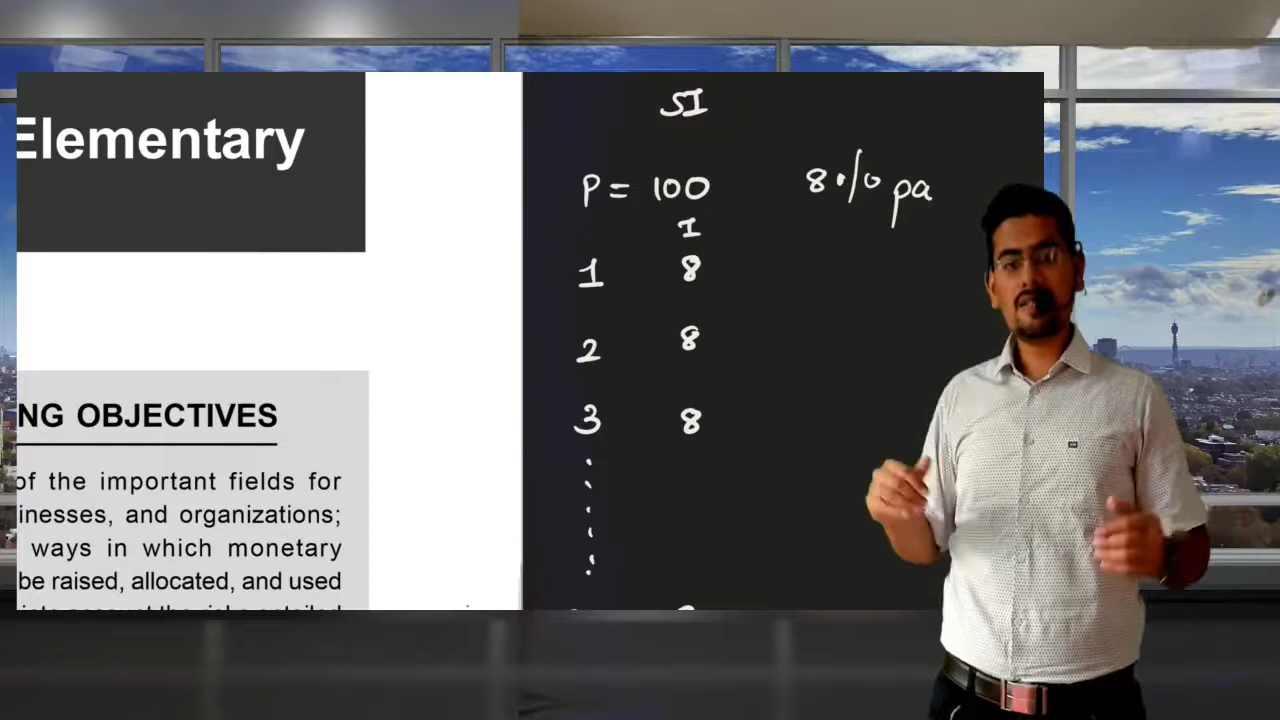 Elementary
NG OBJECTIVES
of the important fields for
inesses, and organizations;
ways in which monetary
be raised, allocated, and used
SI
P = 100 8% pa
I
1 8
2 8
3 8